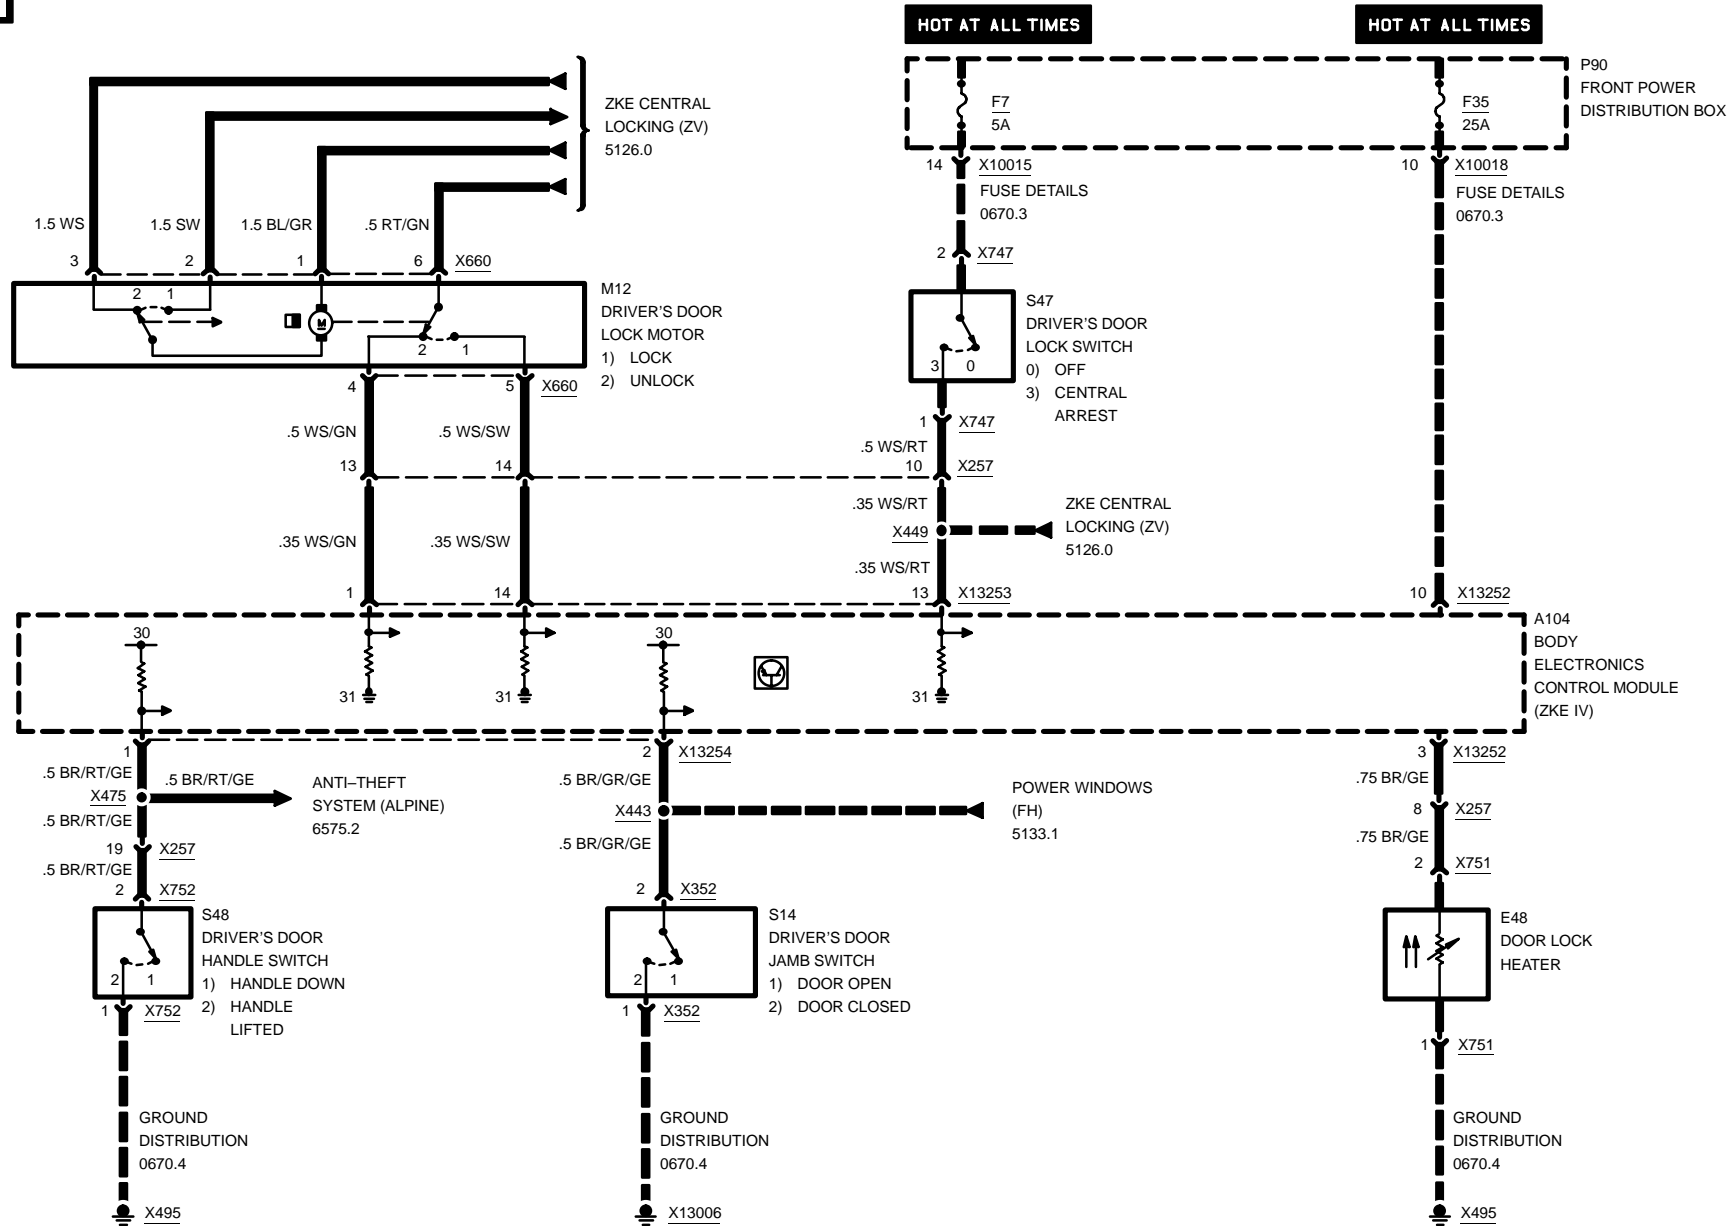 HOT AT ALL TIMES
HOT AT ALL TIMES
P90
FRONT POWER
DISTRIBUTION BOX
F7
5A
F35
25A
ZKE CENTRAL
LOCKING (ZV)
5126.0
14
X10015
FUSE DETAILS
0670.3
10
X10018
FUSE DETAILS
0670.3
1.5 WS
1.5 SW
1.5 BL/GR
.5 RT/GN
3
2
1
6
X660
2
X747
M12
DRIVER'S DOOR
LOCK MOTOR
1) LOCK
2) UNLOCK
2
1
M
2
1
S47
DRIVER'S DOOR
LOCK SWITCH
0) OFF
3) CENTRAL
ARREST
3
0
4
5
X660
1
X747
.5 WS/GN
.5 WS/SW
.5 WS/RT
13
14
10
X257
.35 WS/RT
X449
ZKE CENTRAL
LOCKING (ZV)
5126.0
.35 WS/GN
.35 WS/SW
.35 WS/RT
1
14
13
X13253
10
X13252
A104
BODY
ELECTRONICS
CONTROL MODULE
(ZKE IV)
30
30
31
31
31
1
2
X13254
3
X13252
.5 BR/RT/GE
.5 BR/RT/GE
X475
.5 BR/RT/GE
ANTI–THEFT
SYSTEM (ALPINE)
6575.2
.5 BR/GR/GE
X443
.5 BR/GR/GE
POWER WINDOWS
(FH)
5133.1
.75 BR/GE
8
X257
.75 BR/GE
19
X257
.5 BR/RT/GE
2
X752
2
X352
2
X751
S48
DRIVER'S DOOR
HANDLE SWITCH
1) HANDLE DOWN
2) HANDLE
LIFTED
2
1
S14
DRIVER'S DOOR
JAMB SWITCH
1) DOOR OPEN
2) DOOR CLOSED
2
1
E48
DOOR LOCK
HEATER
1
X752
1
X352
1
X751
GROUND
DISTRIBUTION
0670.4
GROUND
DISTRIBUTION
0670.4
GROUND
DISTRIBUTION
0670.4
X495
X13006
X495